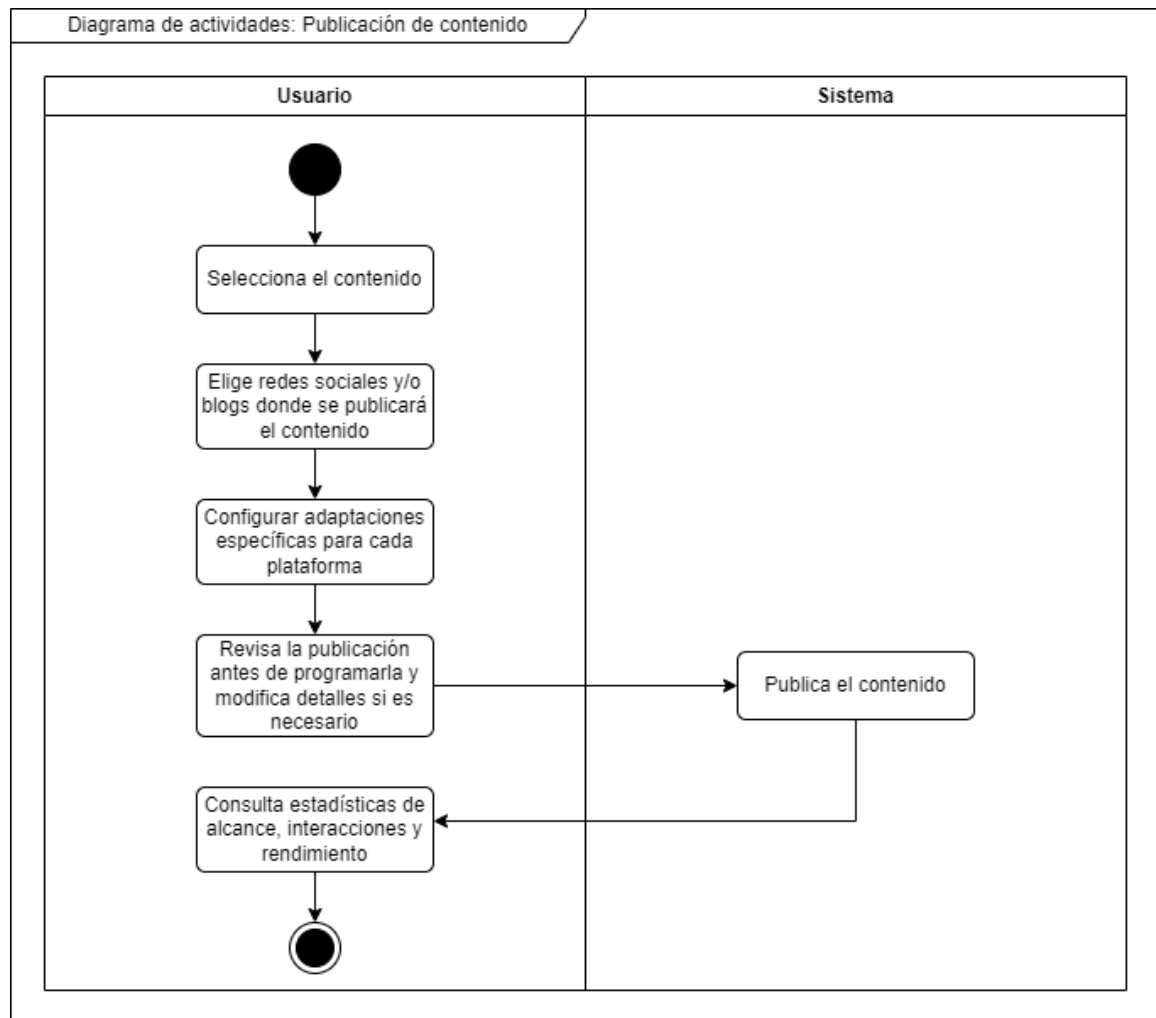 Diagrama de actividades: Publicación de contenido
Usuario
Sistema
Selecciona el contenido
Elige redes sociales y/o
blogs donde se publicará
el contenido
Configurar adaptaciones
específicas para cada
plataforma
Revisa la publicación
antes de programarla y
modifica detalles si es
necesario
Publica el contenido
Consulta estadísticas de
alcance, interacciones y
rendimiento